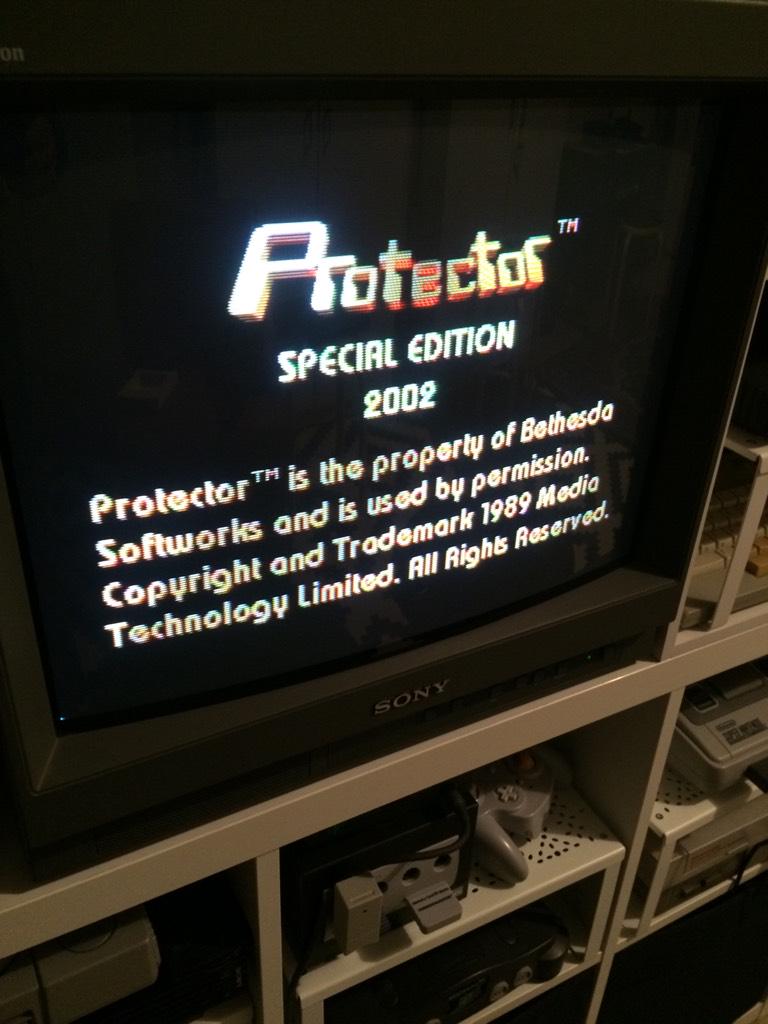 on
Protector™
SPECIAL EDITION
2002
Protector™ is the property of Bethesda
Softworks and is used by permission.
Copyright and Trademark 1989 Media
Technology Limited. All Rights Reserved.
SONY